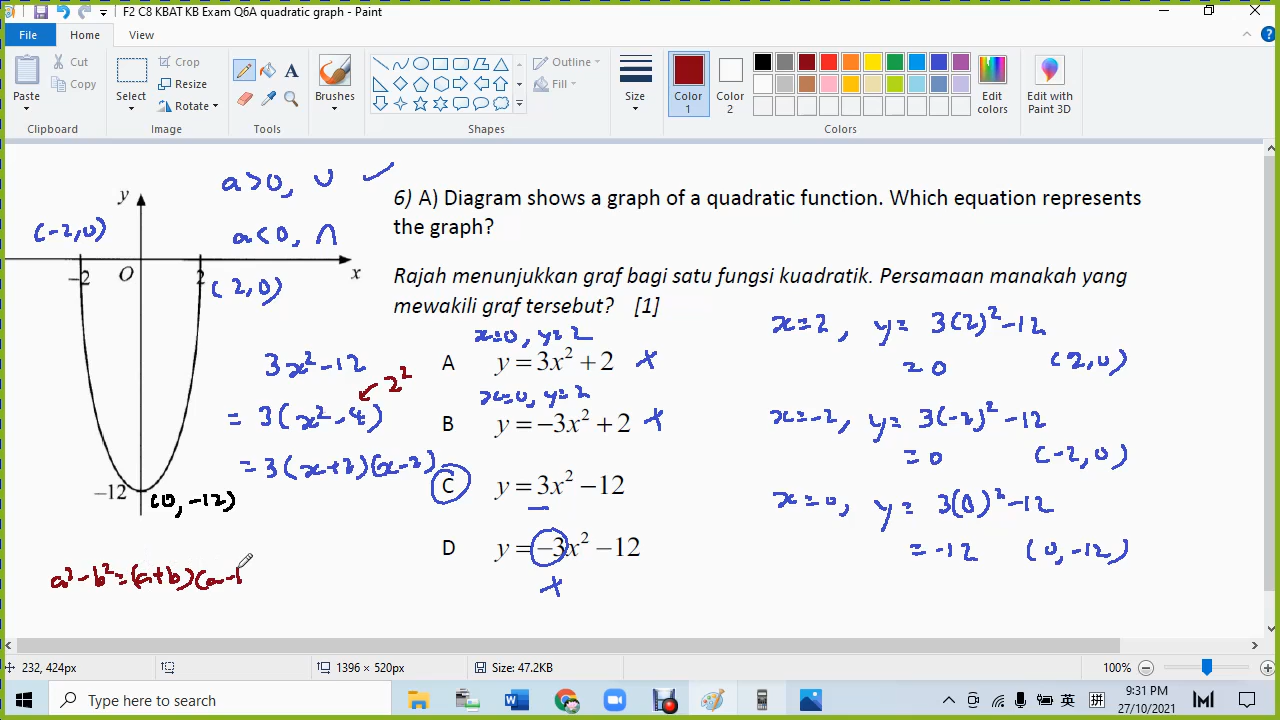 F2 C8 KBAT KB Exam Q6A quadratic graph - Paint
File Home View
Paste Cut Copy
Clipboard
Select Crop Resize Rotate
Image
A
Tools
Brushes
Shapes
Outline Fill
Size
Color 1
Color 2
Edit colors
Colors
Edit with Paint 3D
a>0, ∪ ✓
a<0, ∩
y
(-2,0)
−2 O 2 x
(2,0)
3x²-12
= 3(x²-4) 2²
= 3(x+2)(x-2)
−12 (0,-12)
a²-b²=(a+b)(a-b
6) A) Diagram shows a graph of a quadratic function. Which equation represents
the graph?
Rajah menunjukkan graf bagi satu fungsi kuadratik. Persamaan manakah yang
mewakili graf tersebut? [1]
x=0, y=2
A y = 3x² + 2 ×
x=0, y=2
B y = −3x² + 2 ×
C y = 3x² − 12
D y = −3x² − 12
×
x=2, y= 3(2)²-12
= 0 (2,0)
x=-2, y= 3(-2)²-12
= 0 (-2,0)
x=0, y= 3(0)²-12
= -12 (0,-12)
232, 424px 1396 × 520px Size: 47.2KB 100%
Type here to search
英 拼 9:31 PM
27/10/2021